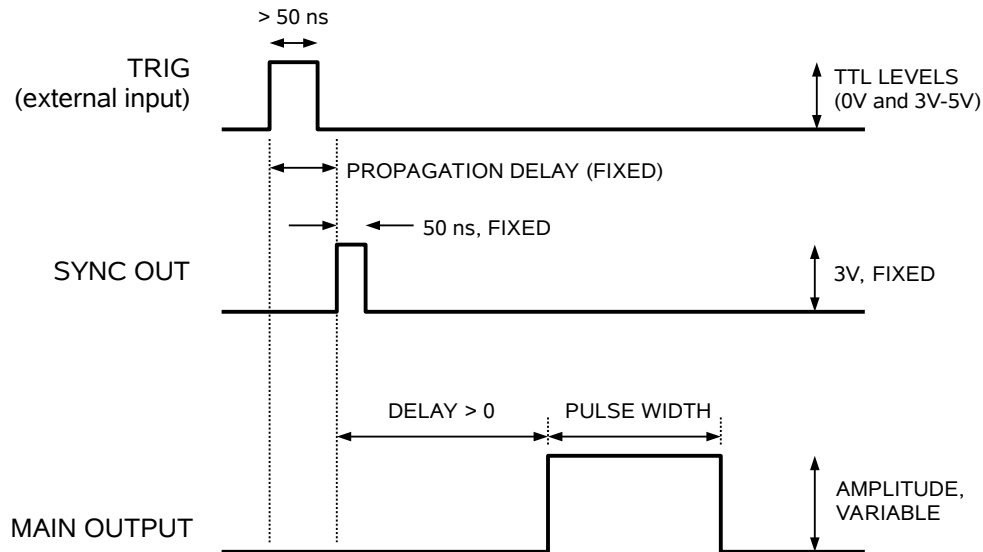 > 50 ns
TRIG
(external input)
TTL LEVELS
(0V and 3V-5V)
PROPAGATION DELAY (FIXED)
50 ns, FIXED
SYNC OUT
3V, FIXED
DELAY > 0
PULSE WIDTH
AMPLITUDE,
VARIABLE
MAIN OUTPUT